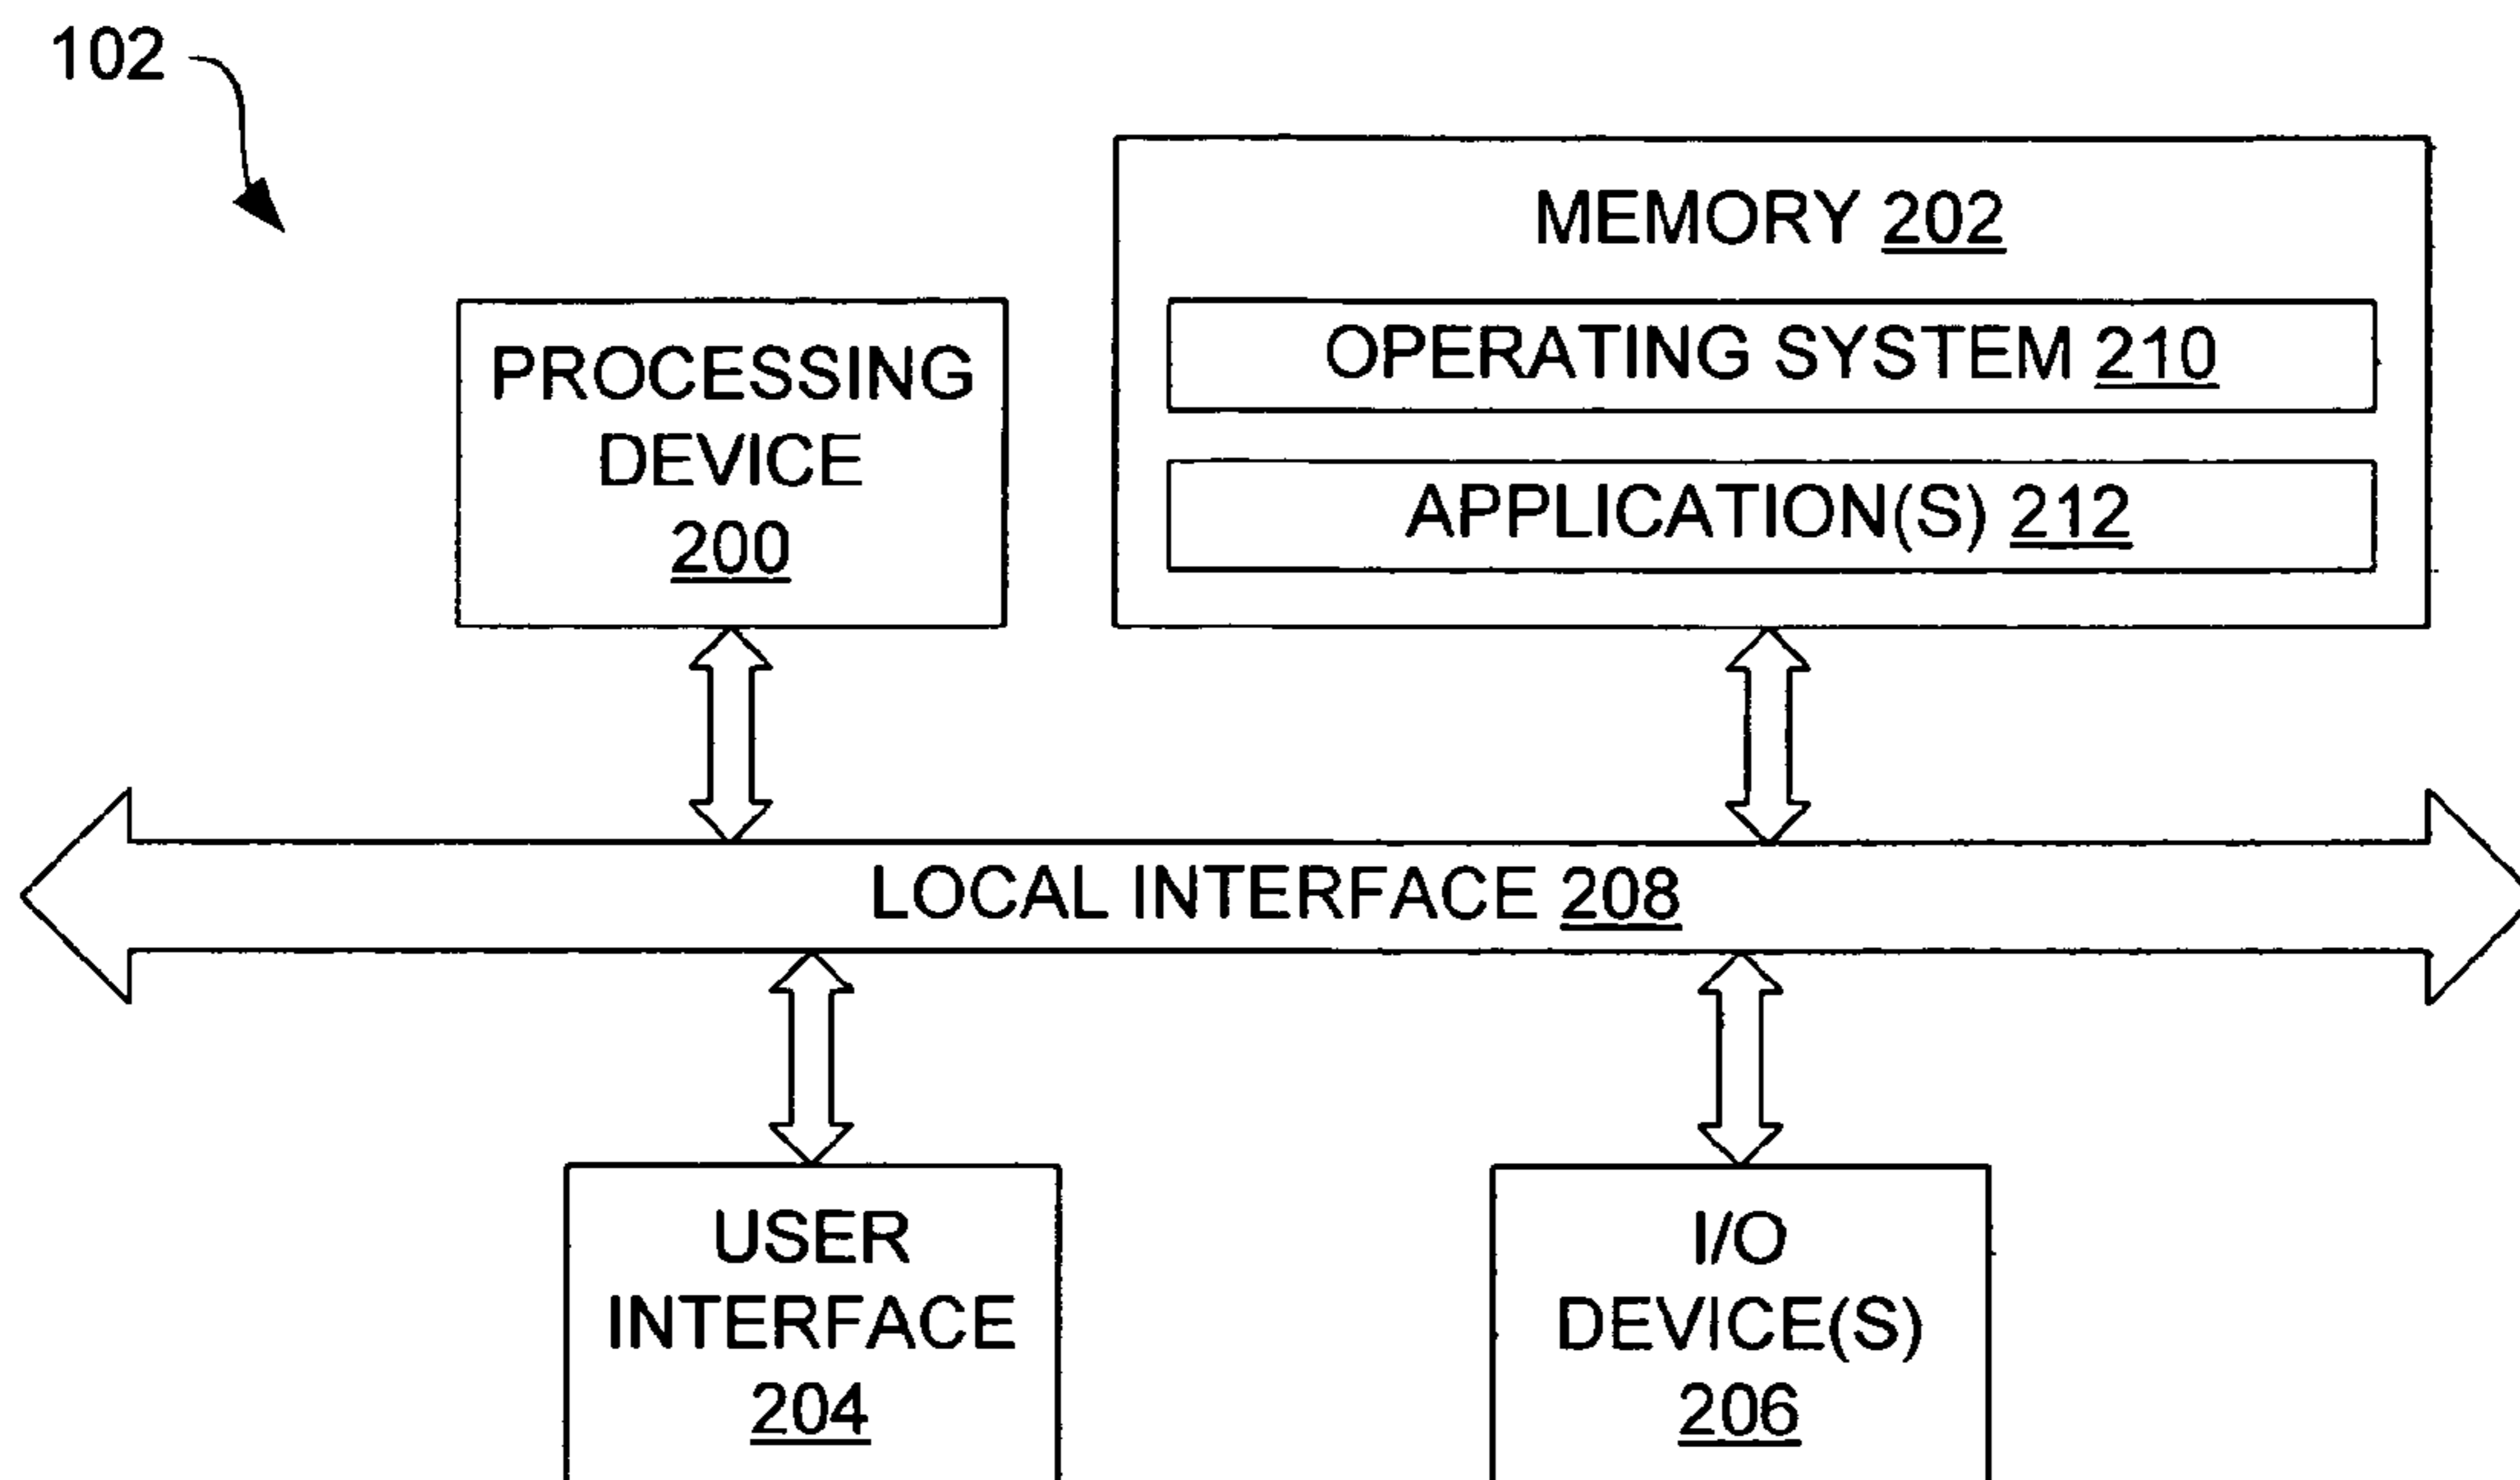 102
MEMORY 202
OPERATING SYSTEM 210
APPLICATION(S) 212
PROCESSING
DEVICE
200
LOCAL INTERFACE 208
USER
INTERFACE
204
I/O
DEVICE(S)
206